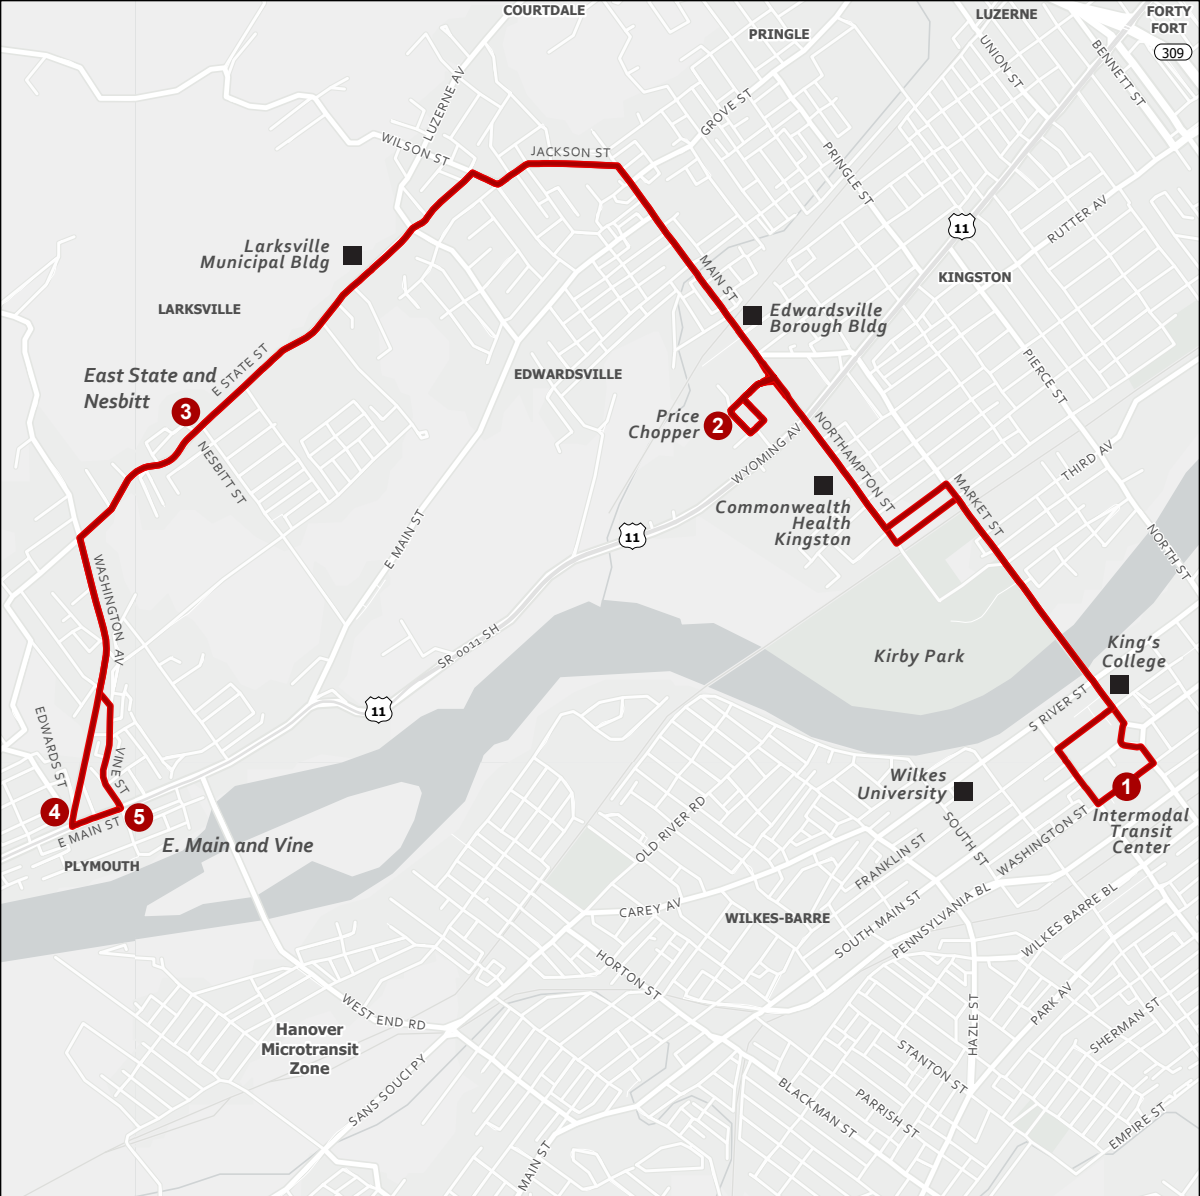 COURTDALE
PRINGLE
LUZERNE
FORTY
FORT
309
UNION ST
BENNETT ST
LUZERNE AV
GROVE ST
WILSON ST
JACKSON ST
PRINGLE ST
RUTTER AV
11
KINGSTON
Larksville
Municipal Bldg
LARKSVILLE
MAIN ST
Edwardsville
Borough Bldg
E STATE ST
East State and
Nesbitt
3
EDWARDSVILLE
PIERCE ST
Price
Chopper
2
WYOMING AV
NORTHAMPTON ST
NESBITT ST
THIRD AV
MARKET ST
Commonwealth
Health
Kingston
E MAIN ST
11
NORTH ST
WASHINGTON AV
SR 0011 SH
Kirby Park
King's
College
11
S RIVER ST
EDWARDS ST
VINE ST
Wilkes
University
1
4
5
E MAIN ST
Intermodal
Transit
Center
E. Main and Vine
PLYMOUTH
OLD RIVER RD
SOUTH ST
WASHINGTON ST
FRANKLIN ST
CAREY AV
WILKES-BARRE
SOUTH MAIN ST
PENNSYLVANIA BL
WILKES BARRE BL
HORTON ST
WEST END RD
Hanover
Microtransit
Zone
HAZLE ST
PARK AV
SHERMAN ST
STANTON ST
SANS SOUCI PY
BLACKMAN ST
PARRISH ST
EMPIRE ST
MAIN ST